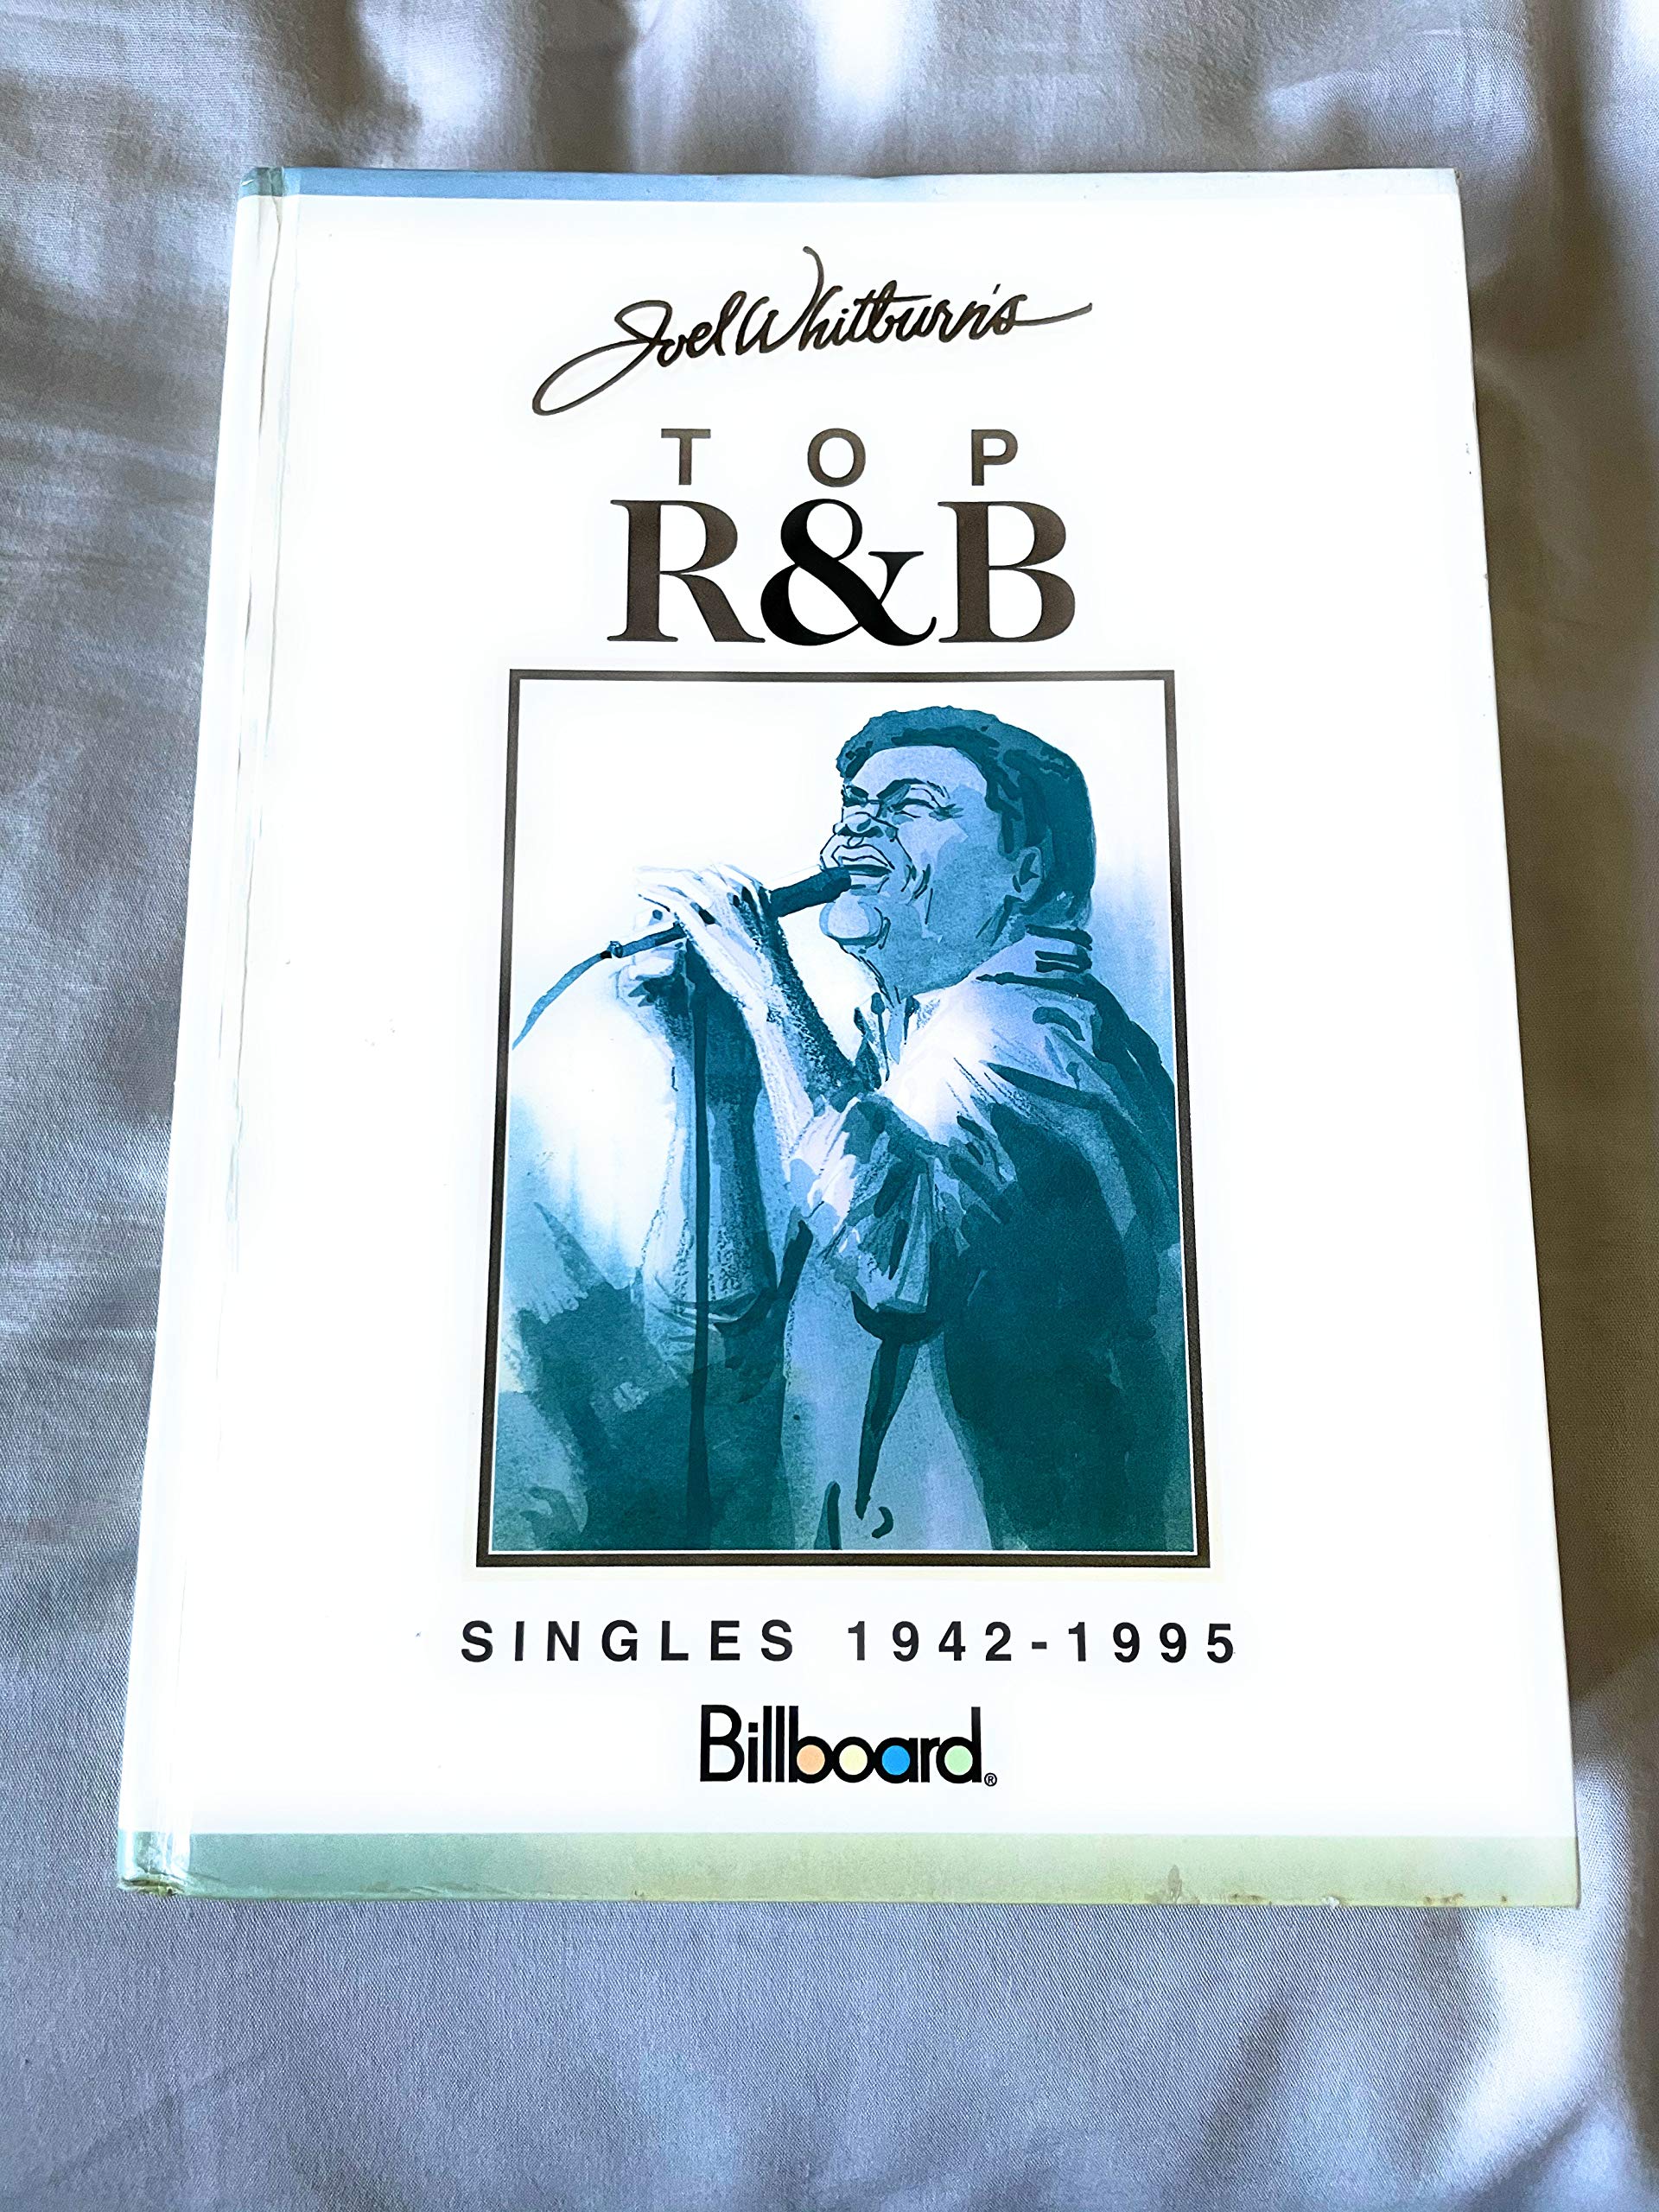 Joel Whitburn's
TOP
R&B
SINGLES 1942-1995
Billboard®